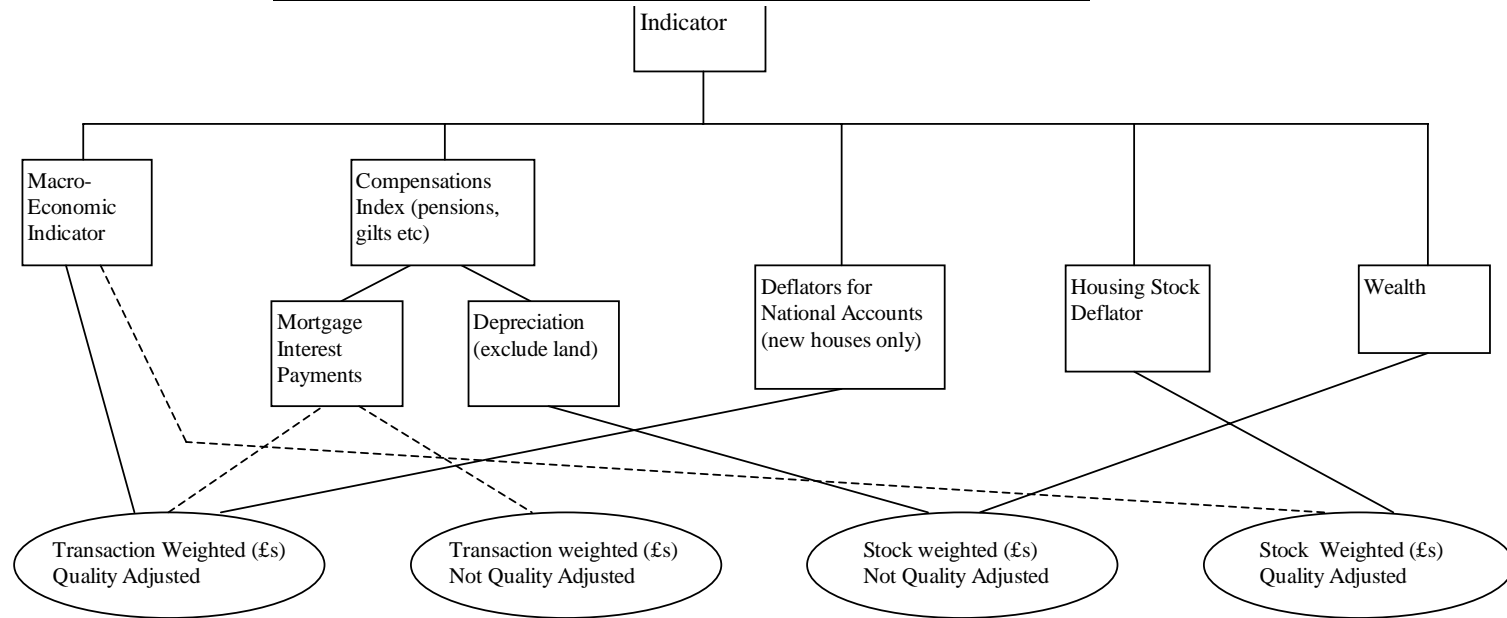 Indicator
Macro-
Economic
Indicator
Compensations
Index (pensions,
gilts etc)
Mortgage
Interest
Payments
Depreciation
(exclude land)
Deflators for
National Accounts
(new houses only)
Housing Stock
Deflator
Wealth
Transaction Weighted (£s)
Quality Adjusted
Transaction weighted (£s)
Not Quality Adjusted
Stock weighted (£s)
Not Quality Adjusted
Stock  Weighted (£s)
Quality Adjusted